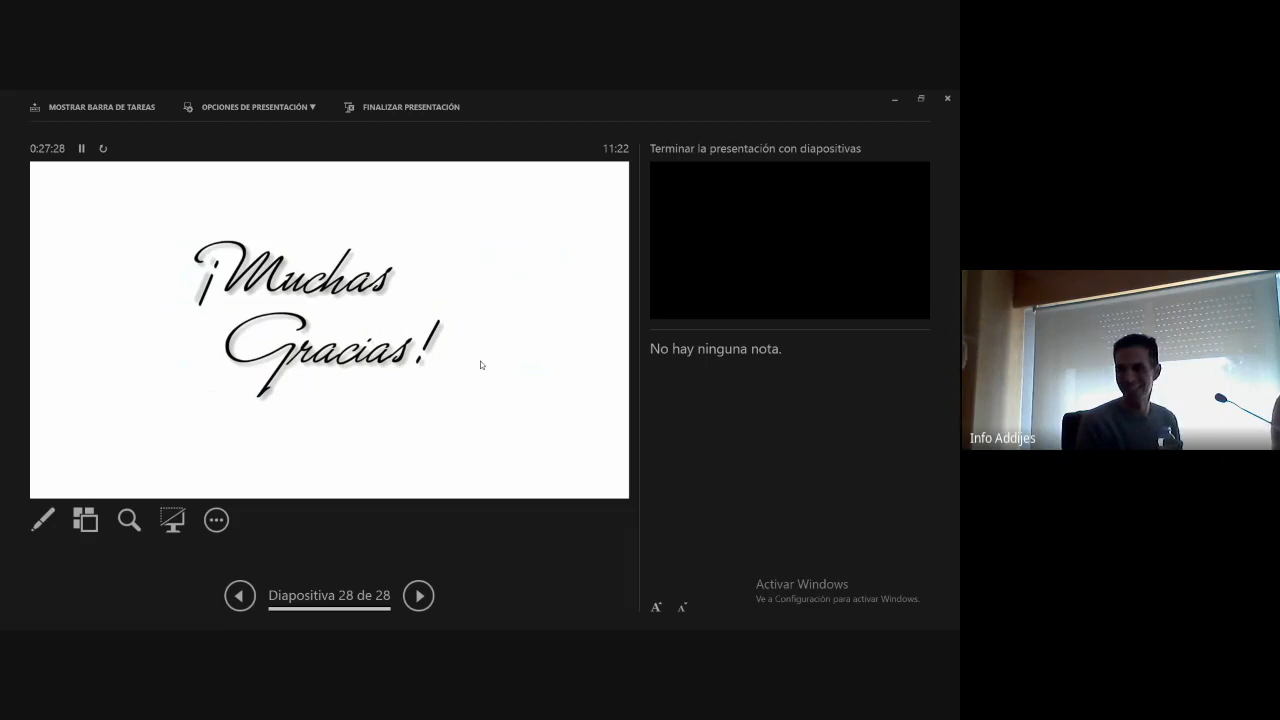 MOSTRAR BARRA DE TAREAS
OPCIONES DE PRESENTACIÓN ▼
FINALIZAR PRESENTACIÓN
0:27:28
11:22
¡Muchas
Gracias!
Diapositiva 28 de 28
Terminar la presentación con diapositivas
No hay ninguna nota.
Activar Windows
Ve a Configuración para activar Windows.
A A
Info Addijes